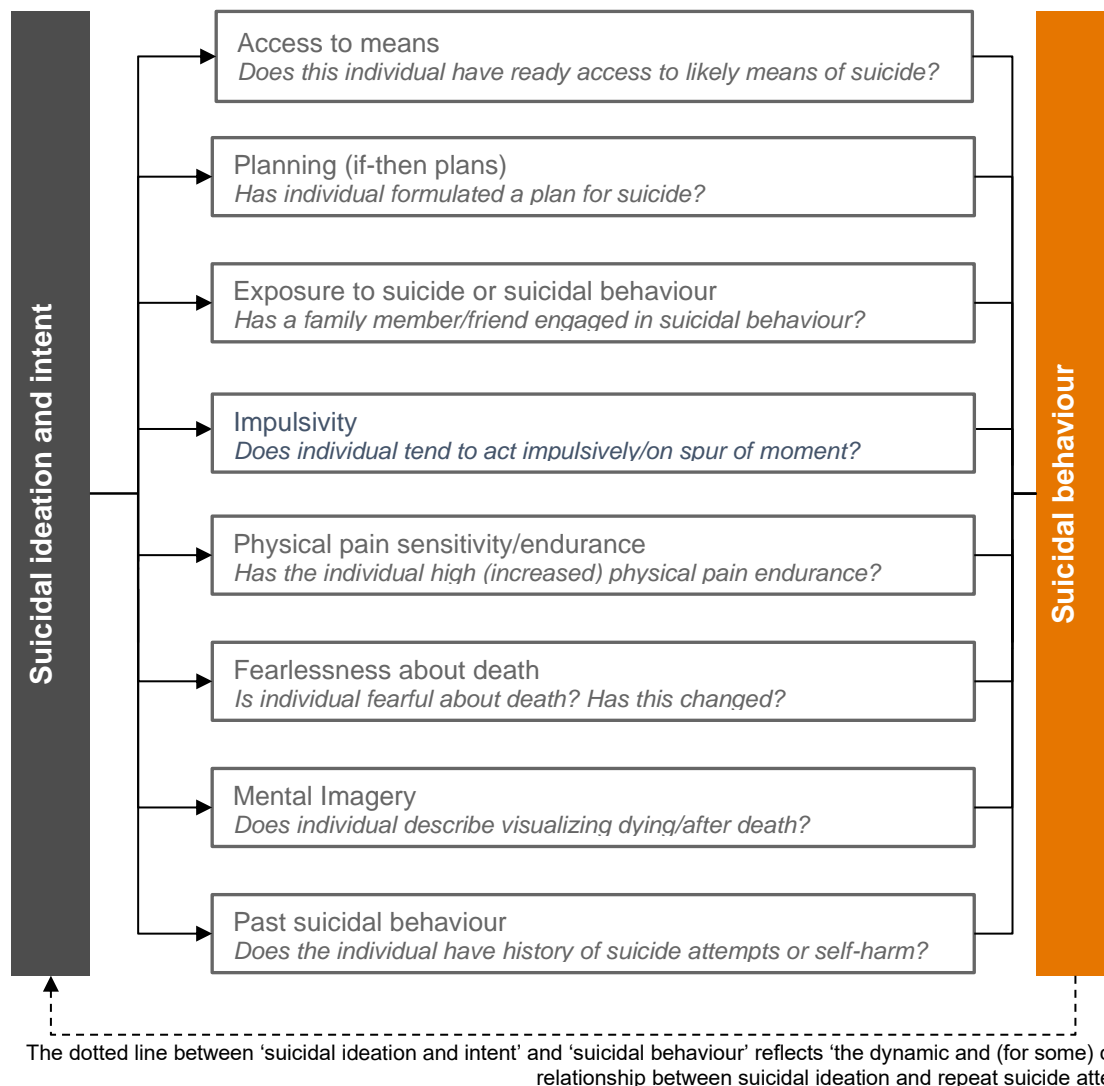 Suicidal ideation and intent
Access to means
Does this individual have ready access to likely means of suicide?
Planning (if-then plans)
Has individual formulated a plan for suicide?
Exposure to suicide or suicidal behaviour
Has a family member/friend engaged in suicidal behaviour?
Impulsivity
Does individual tend to act impulsively/on spur of moment?
Physical pain sensitivity/endurance
Has the individual high (increased) physical pain endurance?
Fearlessness about death
Is individual fearful about death? Has this changed?
Mental Imagery
Does individual describe visualizing dying/after death?
Past suicidal behaviour
Does the individual have history of suicide attempts or self-harm?
Suicidal behaviour
The dotted line between ‘suicidal ideation and intent’ and ‘suicidal behaviour’ reflects ‘the dynamic and (for some)
relationship between suicidal ideation and repeat suicide